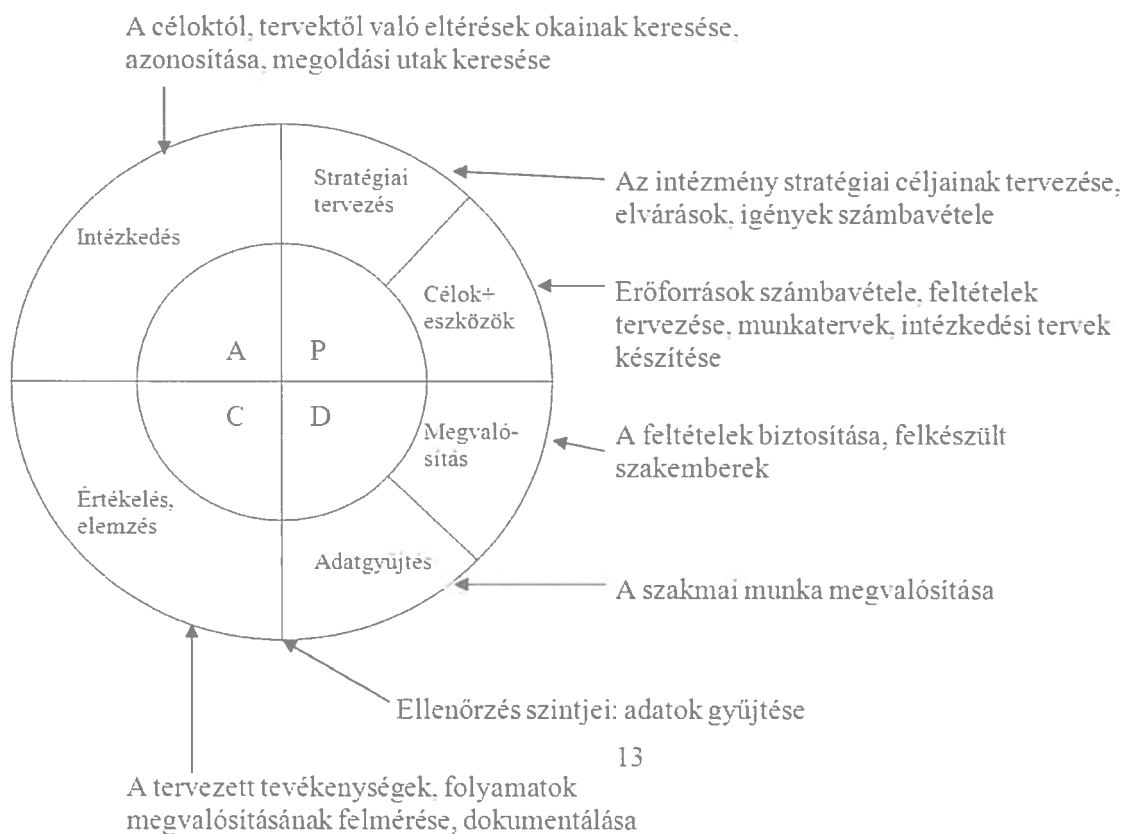 A céloktól, tervektől való eltérések okainak keresése,
azonosítása, megoldási utak keresése
Stratégiai
tervezés
Az intézmény stratégiai céljainak tervezése,
elvárások, igények számbavétele
Intézkedés
Célok+
eszközök
Erőforrások számbavétele, feltételek
tervezése, munkatervek, intézkedési tervek
készítése
A P
C D
Megvaló-
sítás
A feltételek biztosítása, felkészült
szakemberek
Értékelés,
elemzés
Adatgyűjtés
A szakmai munka megvalósítása
Ellenőrzés szintjei: adatok gyűjtése
13
A tervezett tevékenységek, folyamatok
megvalósításának felmérése, dokumentálása